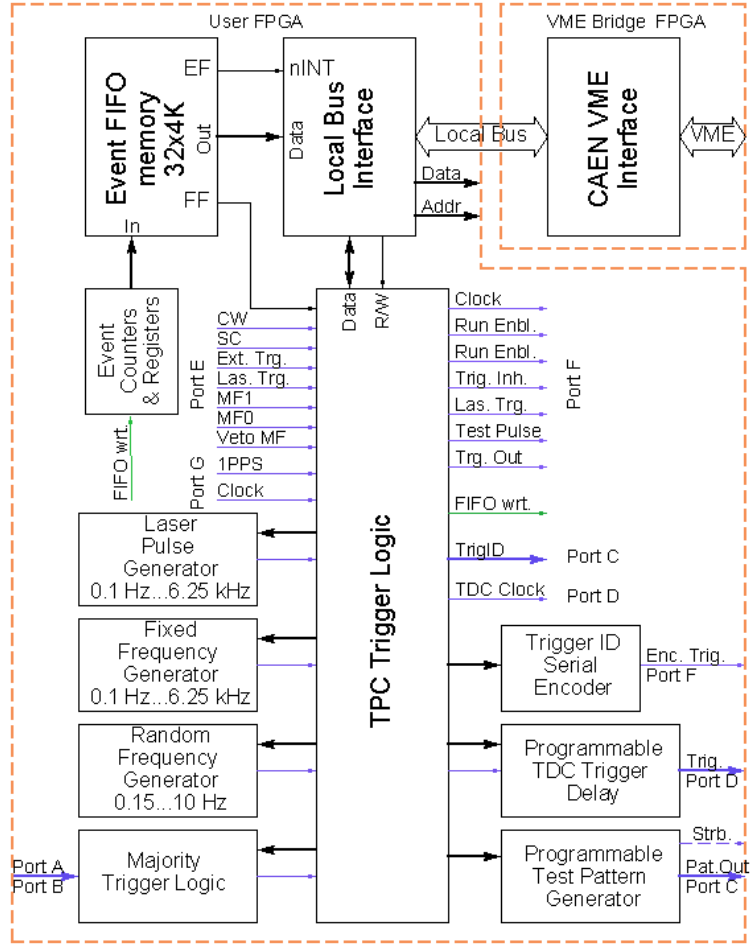 User FPGA
VME Bridge FPGA
EF
Event FIFO
memory
32x4K
Out
FF
In
nINT
Data
Local Bus
Interface
Local Bus
Data
Addr
CAEN VME
Interface
VME
Event
Counters
& Registers
FIFO wrt.
Data
R/W
TPC Trigger Logic
Port E
CW
SC
Ext. Trg.
Las. Trg.
MF1
MF0
Veto MF
Port G
1PPS
Clock
Clock
Run Enbl.
Run Enbl.
Trig. Inh.
Las. Trg.
Test Pulse
Trg. Out
Port F
FIFO wrt.
TrigID
Port C
TDC Clock
Port D
Laser
Pulse
Generator
0.1 Hz...6.25 kHz
Fixed
Frequency
Generator
0.1 Hz...6.25 kHz
Random
Frequency
Generator
0.15...10 Hz
Port A
Port B
Majority
Trigger Logic
Trigger ID
Serial
Encoder
Enc. Trig.
Port F
Programmable
TDC Trigger
Delay
Trig.
Port D
Programmable
Test Pattern
Generator
Strb.
Pat.Out
Port C